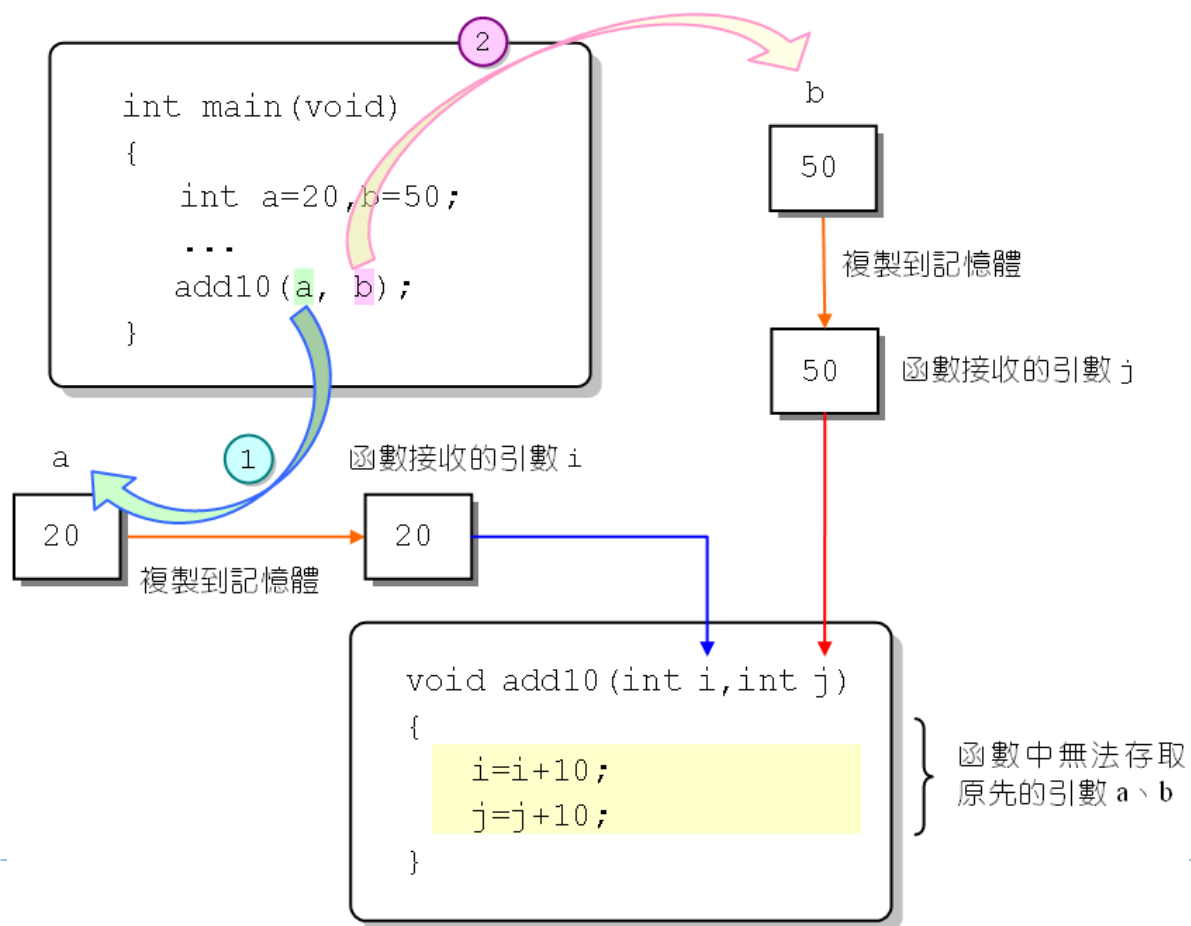 2
int main(void)
{
int a=20,b=50;
...
add10(a, b);
}
b
50
複製到記憶體
50
函數接收的引數 j
1
a
函數接收的引數 i
20
20
複製到記憶體
void add10(int i,int j)
{
i=i+10;
j=j+10;
}
函數中無法存取
原先的引數 a、b